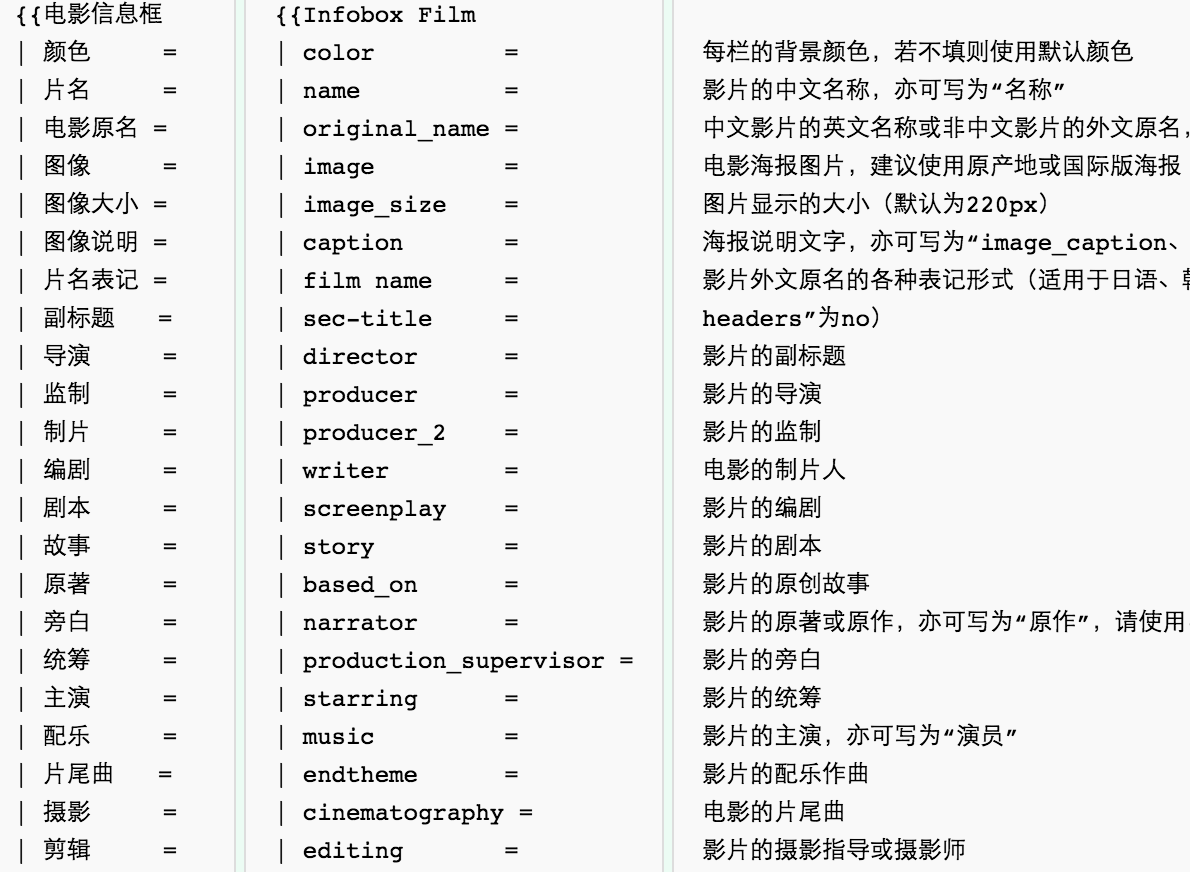 {{电影信息框
| 颜色 =
| 片名 =
| 电影原名 =
| 图像 =
| 图像大小 =
| 图像说明 =
| 片名表记 =
| 副标题 =
| 导演 =
| 监制 =
| 制片 =
| 编剧 =
| 剧本 =
| 故事 =
| 原著 =
| 旁白 =
| 统筹 =
| 主演 =
| 配乐 =
| 片尾曲 =
| 摄影 =
| 剪辑 =
{{Infobox Film
| color =
| name =
| original_name =
| image =
| image_size =
| caption =
| film name =
| sec-title =
| director =
| producer =
| producer_2 =
| writer =
| screenplay =
| story =
| based_on =
| narrator =
| production_supervisor =
| starring =
| music =
| endtheme =
| cinematography =
| editing =
每栏的背景颜色，若不填则使用默认颜色
影片的中文名称，亦可写为“名称”
中文影片的英文名称或非中文影片的外文原名，
电影海报图片，建议使用原产地或国际版海报
图片显示的大小（默认为220px）
海报说明文字，亦可写为“image_caption、
影片外文原名的各种表记形式（适用于日语、
headers”为no）
影片的副标题
影片的导演
影片的监制
电影的制片人
影片的编剧
影片的剧本
影片的原创故事
影片的原著或原作，亦可写为“原作”，请使用
影片的旁白
影片的统筹
影片的主演，亦可写为“演员”
影片的配乐作曲
电影的片尾曲
影片的摄影指导或摄影师